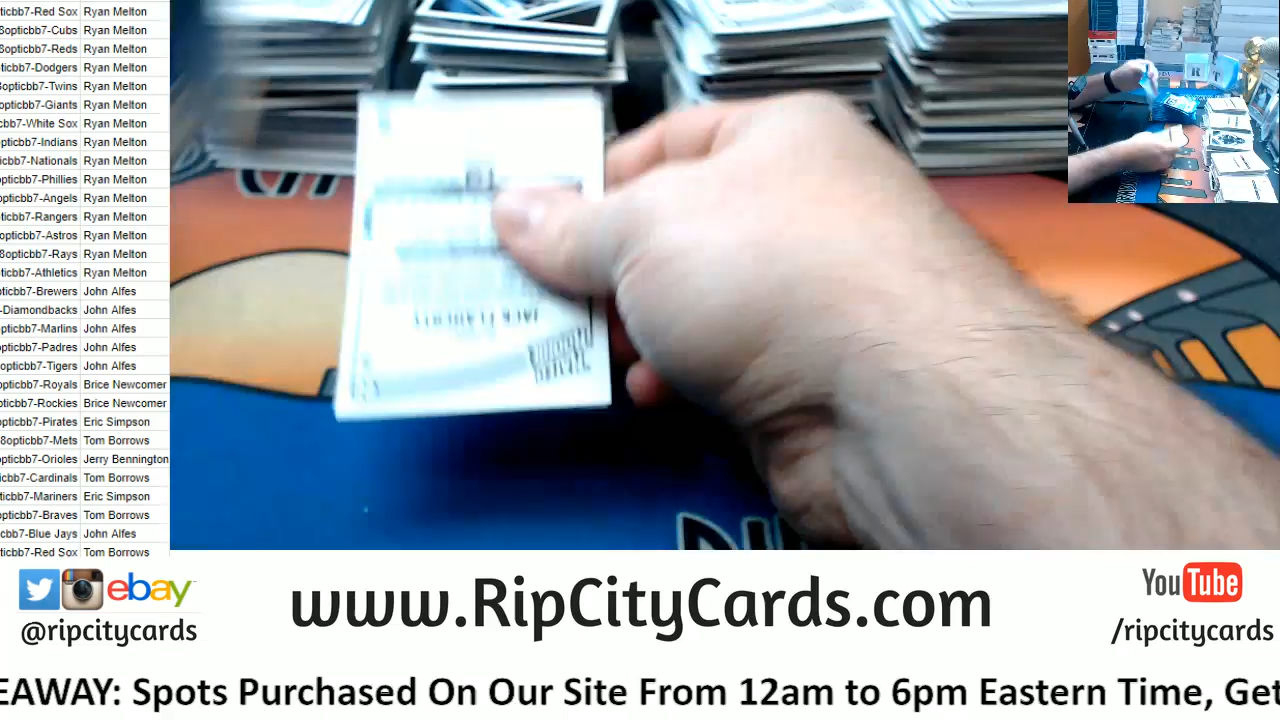 ticbb7-Red Sox Ryan Melton
8opticbb7-Cubs Ryan Melton
8opticbb7-Reds Ryan Melton
ticbb7-Dodgers Ryan Melton
opticbb7-Twins Ryan Melton
opticbb7-Giants Ryan Melton
cbb7-White Sox Ryan Melton
ticbb7-Indians Ryan Melton
icbb7-Nationals Ryan Melton
opticbb7-Phillies Ryan Melton
opticbb7-Angels Ryan Melton
pticbb7-Rangers Ryan Melton
opticbb7-Astros Ryan Melton
8opticbb7-Rays Ryan Melton
ticbb7-Athletics Ryan Melton
pticbb7-Brewers John Alfes
-Diamondbacks John Alfes
pticbb7-Marlins John Alfes
pticbb7-Padres John Alfes
opticbb7-Tigers John Alfes
pticbb7-Royals Brice Newcomer
pticbb7-Rockies Brice Newcomer
opticbb7-Pirates Eric Simpson
8opticbb7-Mets Tom Borrows
opticbb7-Orioles Jerry Bennington
icbb7-Cardinals Tom Borrows
ticbb7-Mariners Eric Simpson
opticbb7-Braves Tom Borrows
cbb7-Blue Jays John Alfes
ticbb7-Red Sox Tom Borrows
JACK FLAHERTY
RATED ROOKIE
ebay
@ripcitycards
www.RipCityCards.com
YouTube
/ripcitycards
EAWAY: Spots Purchased On Our Site From 12am to 6pm Eastern Time, Get